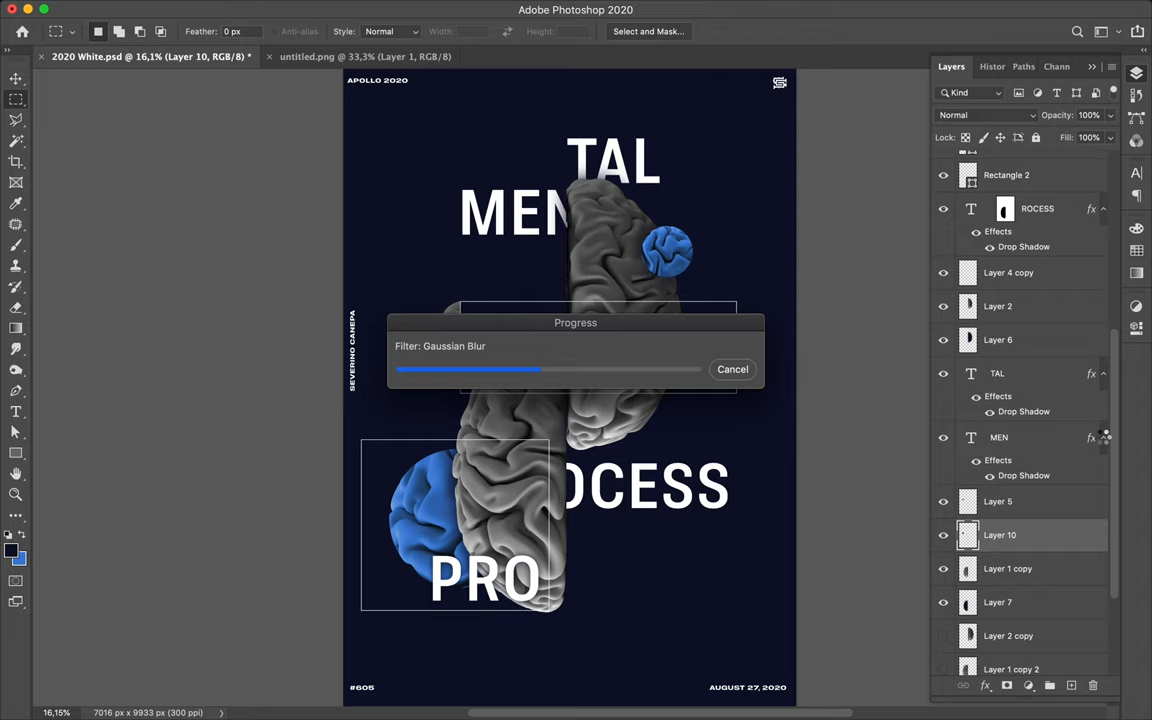 Adobe Photoshop 2020
Feather: 0 px
Anti-alias
Style: Normal
Width:
Height:
Select and Mask...
2020 White.psd @ 16,1% (Layer 10, RGB/8) *
untitled.png @ 33,3% (Layer 1, RGB/8)
Layers
Histor
Paths
Chann
Kind
Normal
Opacity: 100%
Lock:
Fill: 100%
Rectangle 2
T ROCESS fx
Effects
Drop Shadow
Layer 4 copy
Layer 2
Layer 6
T TAL fx
Effects
Drop Shadow
T MEN fx
Effects
Drop Shadow
Layer 5
Layer 10
Layer 1 copy
Layer 7
Layer 2 copy
Layer 1 copy 2
APOLLO 2020
TAL
MEN
SEVERINO CANEPA
Progress
Filter: Gaussian Blur
Cancel
OCESS
PRO
#605
AUGUST 27, 2020
16,15%
7016 px x 9933 px (300 ppi)